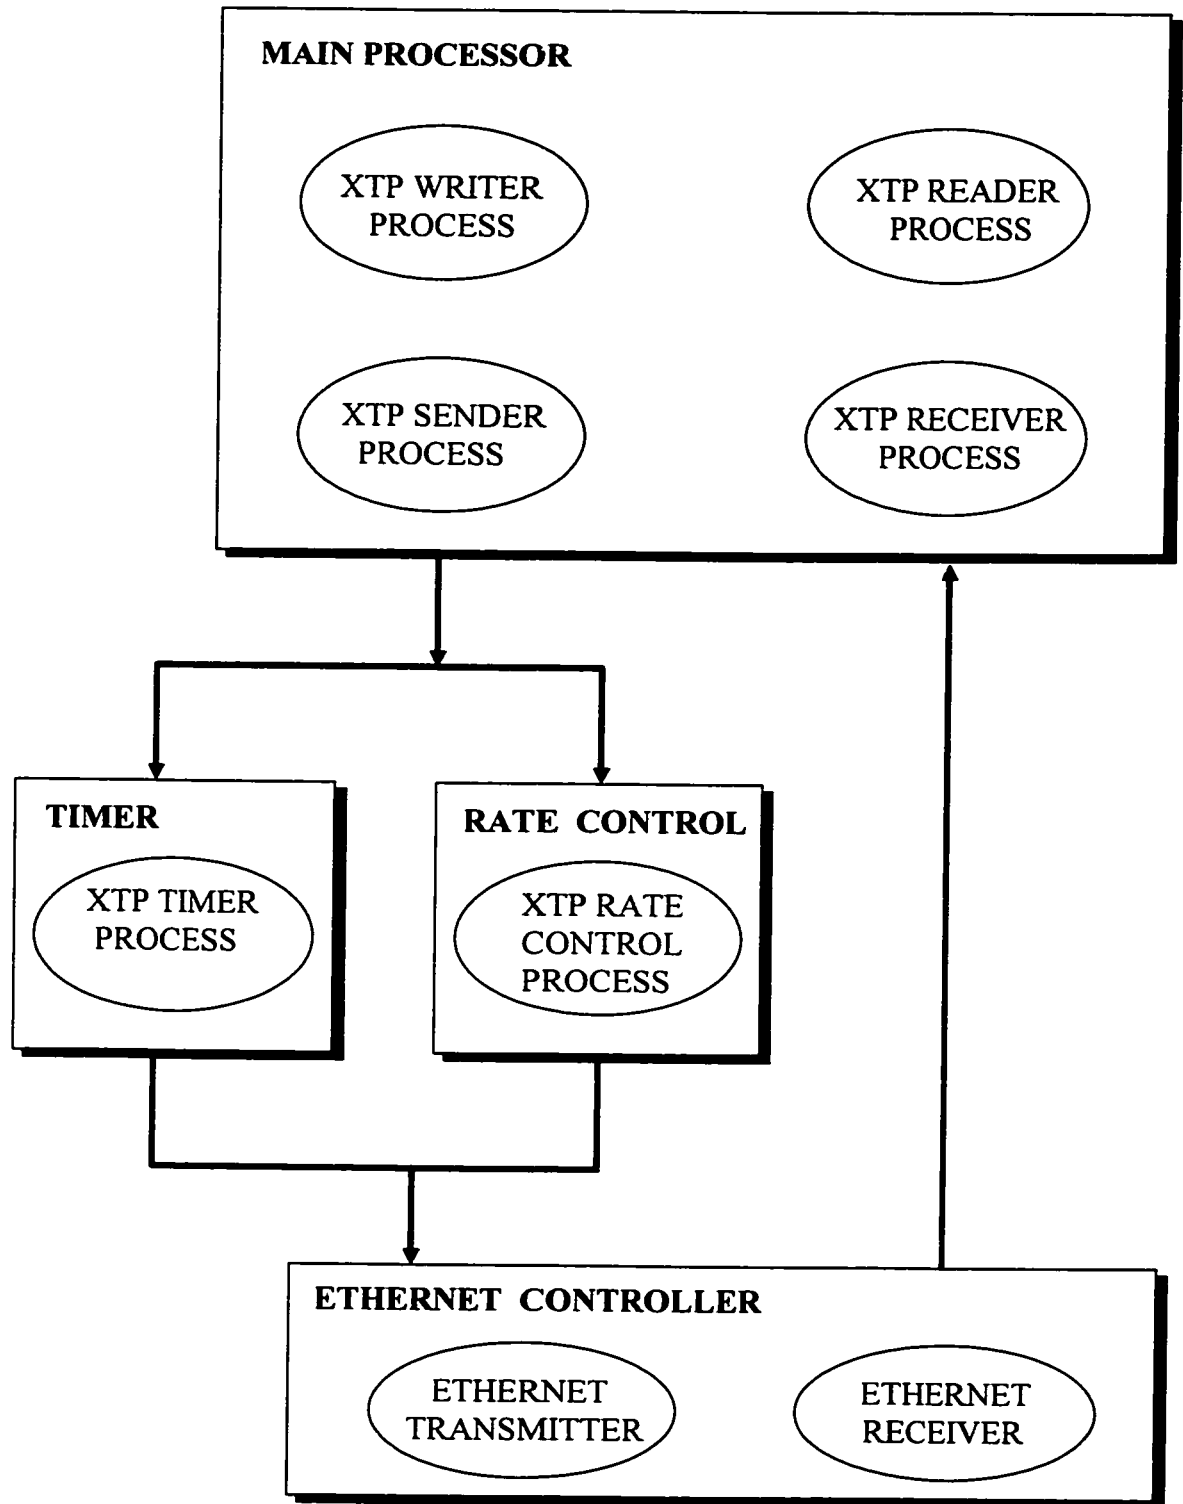 MAIN PROCESSOR
XTP WRITER
PROCESS
XTP READER
PROCESS
XTP SENDER
PROCESS
XTP RECEIVER
PROCESS
TIMER
XTP TIMER
PROCESS
RATE CONTROL
XTP RATE
CONTROL
PROCESS
ETHERNET CONTROLLER
ETHERNET
TRANSMITTER
ETHERNET
RECEIVER